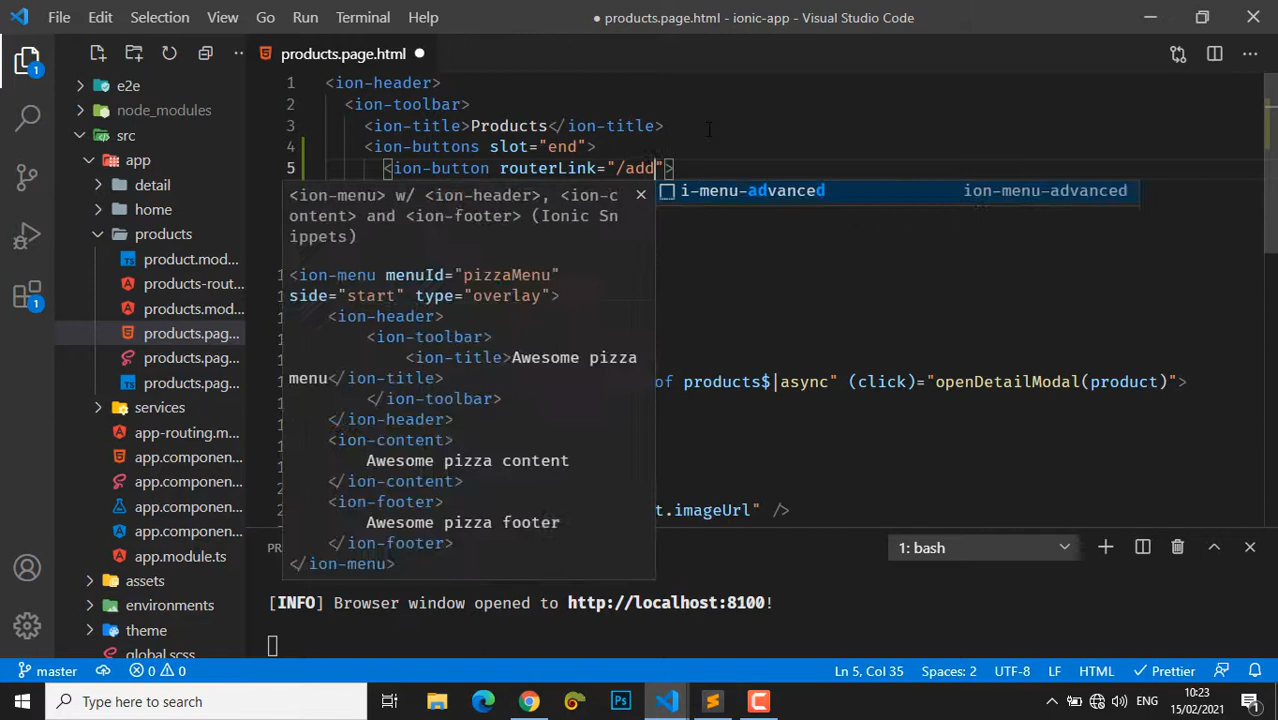 File Edit Selection View Go Run Terminal Help
● products.page.html - ionic-app - Visual Studio Code
products.page.html
1 <ion-header>
2 <ion-toolbar>
3 <ion-title>Products</ion-title>
4 <ion-buttons slot="end">
5 <ion-button routerLink="/add">
i-menu-advanced ion-menu-advanced
<ion-menu> w/ <ion-header>, <ion-c
ontent> and <ion-footer> (Ionic Sn
ippets)
<ion-menu menuId="pizzaMenu"
side="start" type="overlay">
<ion-header>
<ion-toolbar>
<ion-title>Awesome pizza
menu</ion-title>
</ion-toolbar>
</ion-header>
<ion-content>
Awesome pizza content
</ion-content>
<ion-footer>
Awesome pizza footer
</ion-footer>
</ion-menu>
of products$|async" (click)="openDetailModal(product)">
t.imageUrl" />
1
1
e2e
node_modules
src
app
detail
home
products
product.mod...
products-rout...
products.mod...
products.pag...
products.pag...
products.pag...
services
app-routing.m...
app.componen...
app.componen...
app.componen...
app.componen...
app.module.ts
assets
environments
theme
global.scss
1: bash
[INFO] Browser window opened to http://localhost:8100!
master 0 0
Ln 5, Col 35 Spaces: 2 UTF-8 LF HTML Prettier
Type here to search
Ps
ENG
10:23
15/02/2021
1